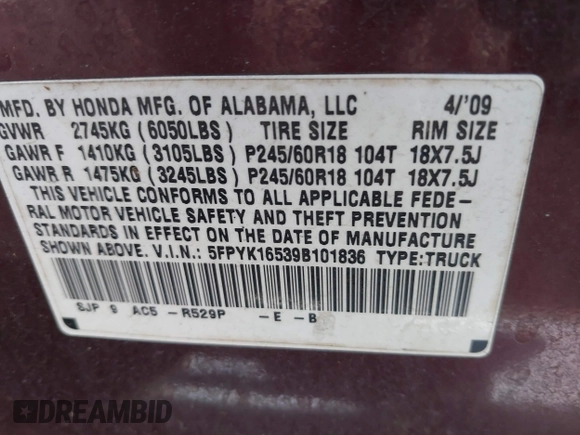 MFD. BY HONDA MFG. OF ALABAMA, LLC 4/'09
GVWR 2745KG (6050LBS) TIRE SIZE RIM SIZE
GAWR F 1410KG (3105LBS) P245/60R18 104T 18X7.5J
GAWR R 1475KG (3245LBS) P245/60R18 104T 18X7.5J
THIS VEHICLE CONFORMS TO ALL APPLICABLE FEDE-
RAL MOTOR VEHICLE SAFETY AND THEFT PREVENTION
STANDARDS IN EFFECT ON THE DATE OF MANUFACTURE
SHOWN ABOVE. V.I.N.: 5FPYK16539B101836 TYPE:TRUCK
SJP 9 AC5 -R529P -E -B
DREAMBID